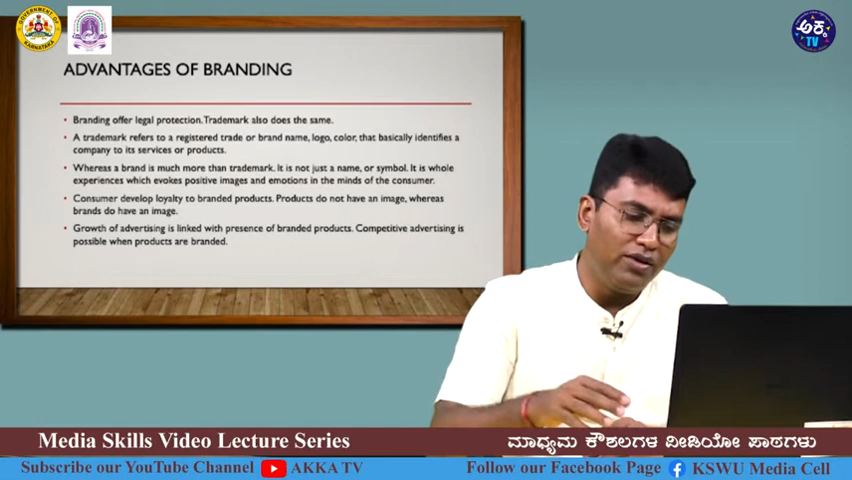 GOVERNMENT OF
KARNATAKA
ಅಕ್ಕ
TV
ADVANTAGES OF BRANDING
• Branding offer legal protection. Trademark also does the same.
• A trademark refers to a registered trade or brand name, logo, color, that basically identifies a
company to its services or products.
• Whereas a brand is much more than trademark. It is not just a name, or symbol. It is whole
experiences which evokes positive images and emotions in the minds of the consumer.
• Consumer develop loyalty to branded products. Products do not have an image, whereas
brands do have an image.
• Growth of advertising is linked with presence of branded products. Competitive advertising is
possible when products are branded.
Media Skills Video Lecture Series
ಮಾಧ್ಯಮ ಕೌಶಲಗಳ ವೀಡಿಯೋ ಪಾಠಗಳು
Subscribe our YouTube Channel AKKA TV
Follow our Facebook Page KSWU Media Cell